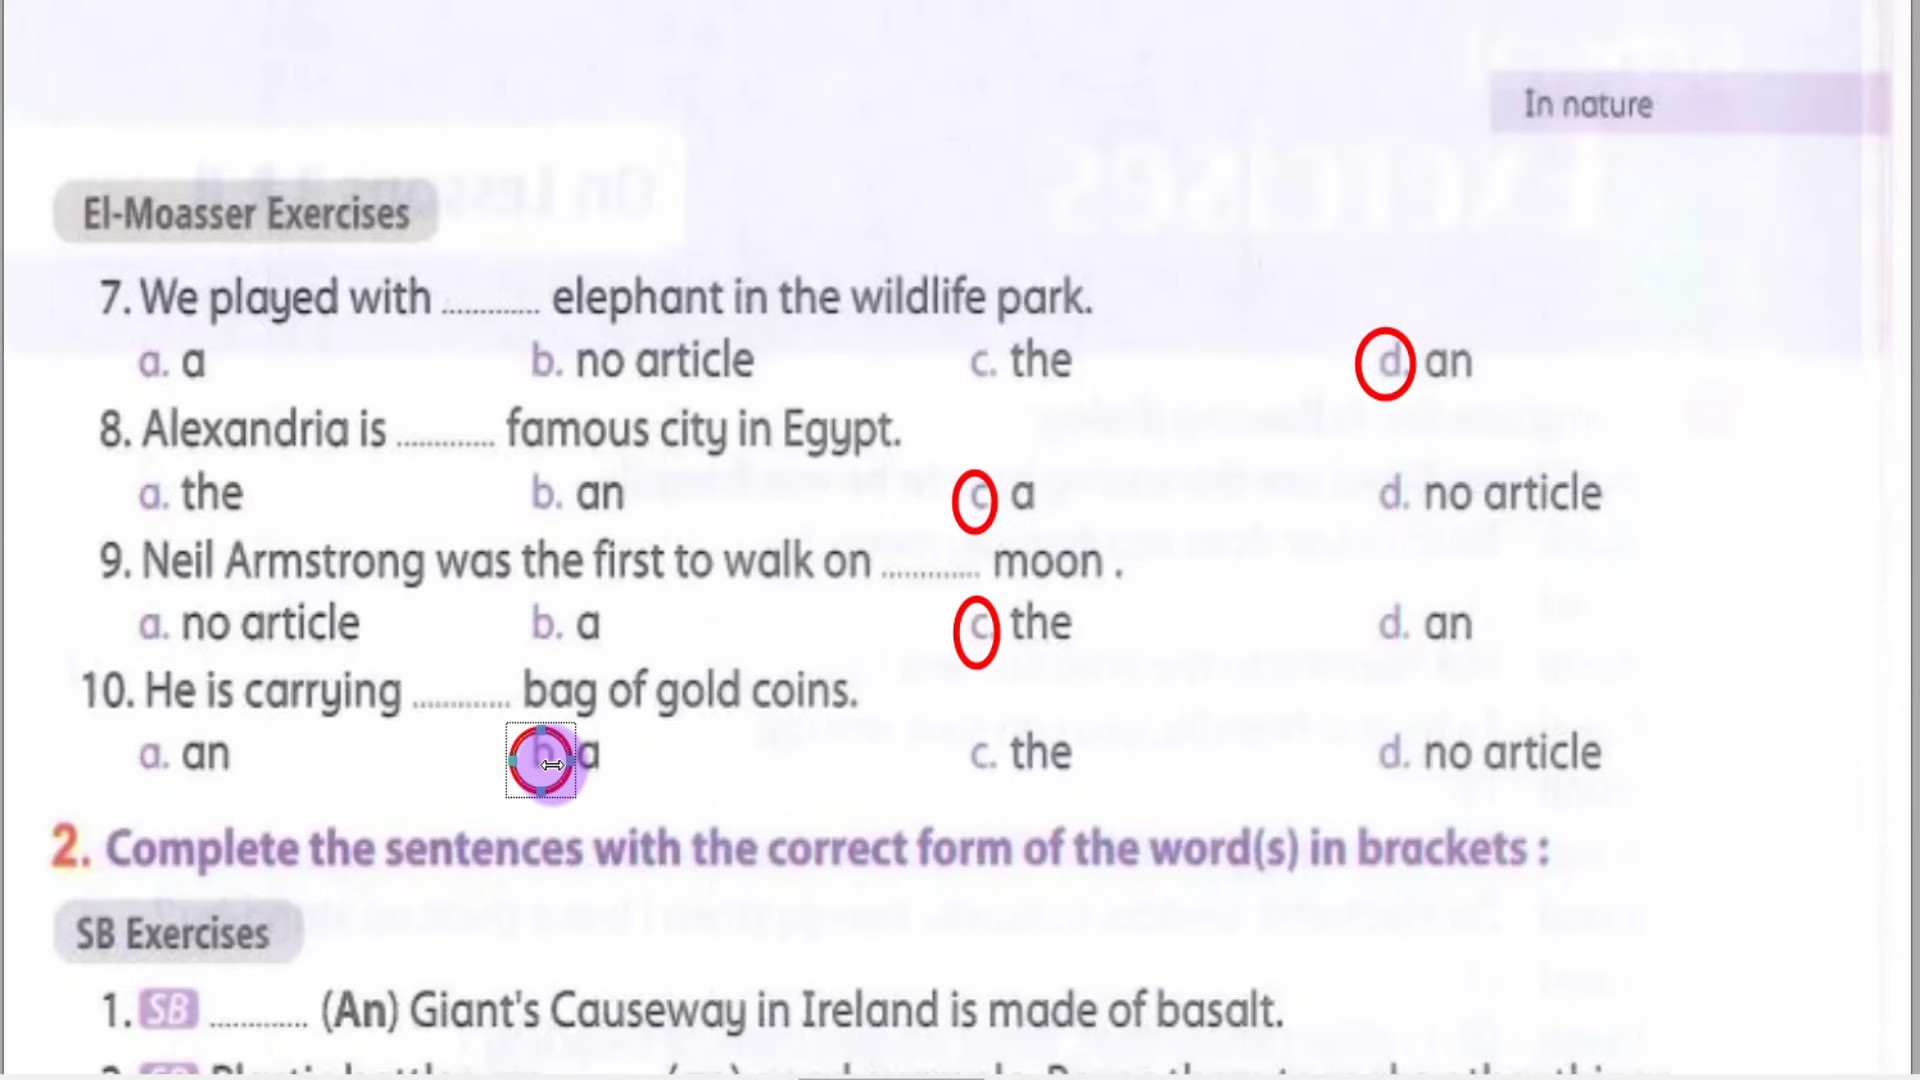 In nature
El-Moasser Exercises
7. We played with ............ elephant in the wildlife park.
a. a b. no article c. the d. an
8. Alexandria is ............ famous city in Egypt.
a. the b. an c. a d. no article
9. Neil Armstrong was the first to walk on ............ moon .
a. no article b. a c. the d. an
10. He is carrying ............ bag of gold coins.
a. an b. a c. the d. no article
2. Complete the sentences with the correct form of the word(s) in brackets :
SB Exercises
1. SB ............ (An) Giant's Causeway in Ireland is made of basalt.